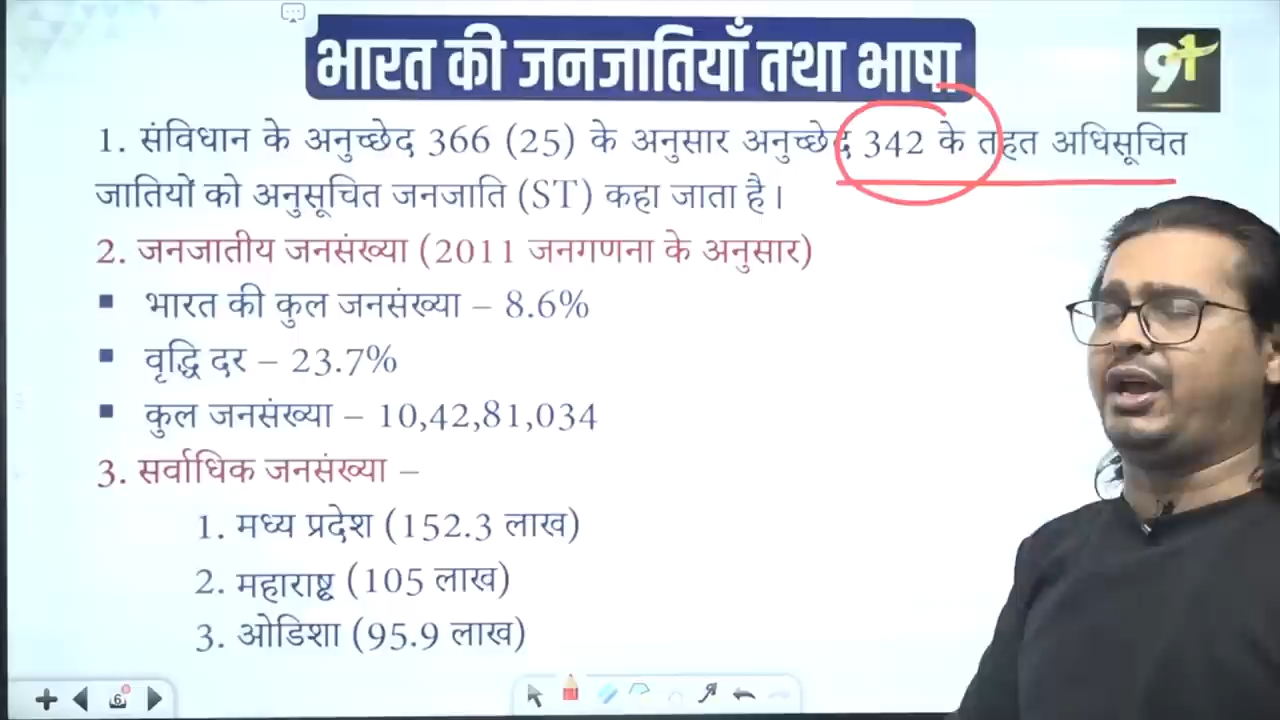 भारत की जनजातियाँ तथा भाषा
9+
1. संविधान के अनुच्छेद 366 (25) के अनुसार अनुच्छेद 342 के तहत अधिसूचित
जातियों को अनुसूचित जनजाति (ST) कहा जाता है।
2. जनजातीय जनसंख्या (2011 जनगणना के अनुसार)
▪ भारत की कुल जनसंख्या – 8.6%
▪ वृद्धि दर – 23.7%
▪ कुल जनसंख्या – 10,42,81,034
3. सर्वाधिक जनसंख्या –
1. मध्य प्रदेश (152.3 लाख)
2. महाराष्ट्र (105 लाख)
3. ओडिशा (95.9 लाख)
6